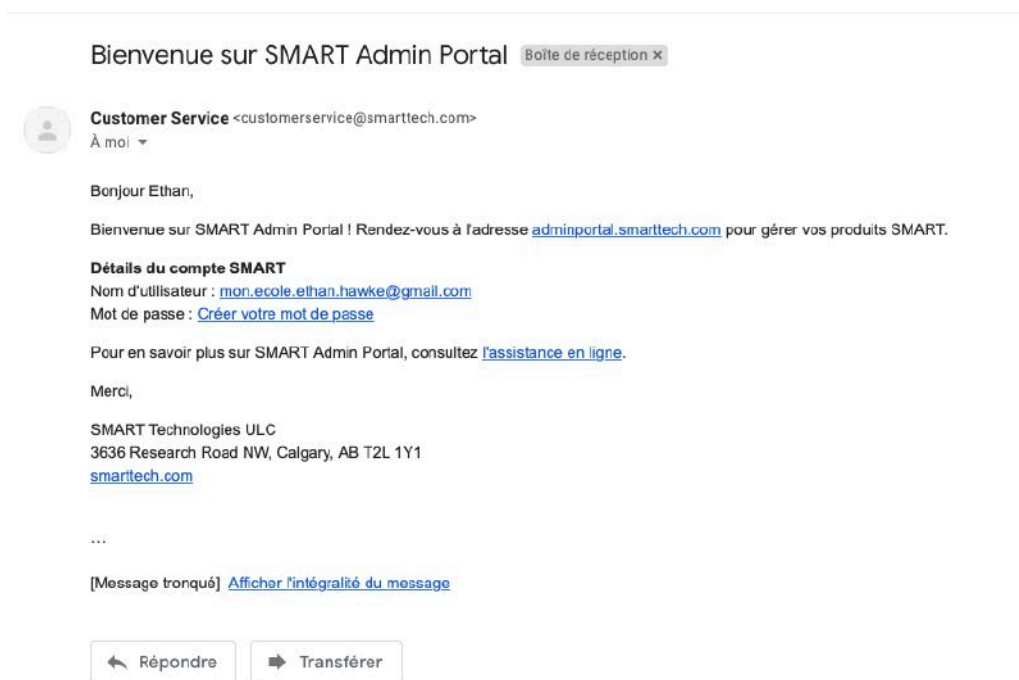 Bienvenue sur SMART Admin Portal Boîte de réception ×
Customer Service <customerservice@smarttech.com>
À moi
Bonjour Ethan,
Bienvenue sur SMART Admin Portal ! Rendez-vous à l'adresse adminportal.smarttech.com pour gérer vos produits SMART.
Détails du compte SMART
Nom d'utilisateur : mon.ecole.ethan.hawke@gmail.com
Mot de passe : Créer votre mot de passe
Pour en savoir plus sur SMART Admin Portal, consultez l'assistance en ligne.
Merci,
SMART Technologies ULC
3636 Research Road NW, Calgary, AB T2L 1Y1
smarttech.com
...
[Message tronqué] Afficher l'intégralité du message
Répondre Transférer